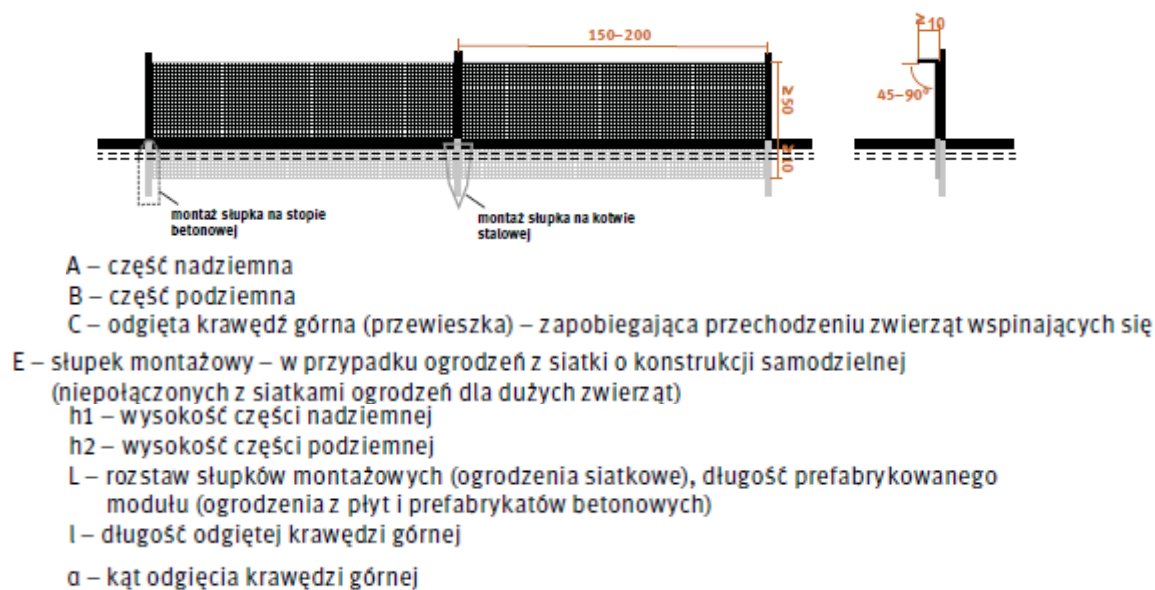 ≥10
150–200
45–90°
≥50
≥10
montaż słupka na stopie
betonowej
montaż słupka na kotwie
stalowej
A – część nadziemna
B – część podziemna
C – odgięta krawędź górna (przewieszka) – zapobiegająca przechodzeniu zwierząt wspinających się
E – słupek montażowy – w przypadku ogrodzeń z siatki o konstrukcji samodzielnej
(niepołączonych z siatkami ogrodzeń dla dużych zwierząt)
h1 – wysokość części nadziemnej
h2 – wysokość części podziemnej
L – rozstaw słupków montażowych (ogrodzenia siatkowe), długość prefabrykowanego
modułu (ogrodzenia z płyt i prefabrykatów betonowych)
l – długość odgiętej krawędzi górnej
α – kąt odgięcia krawędzi górnej